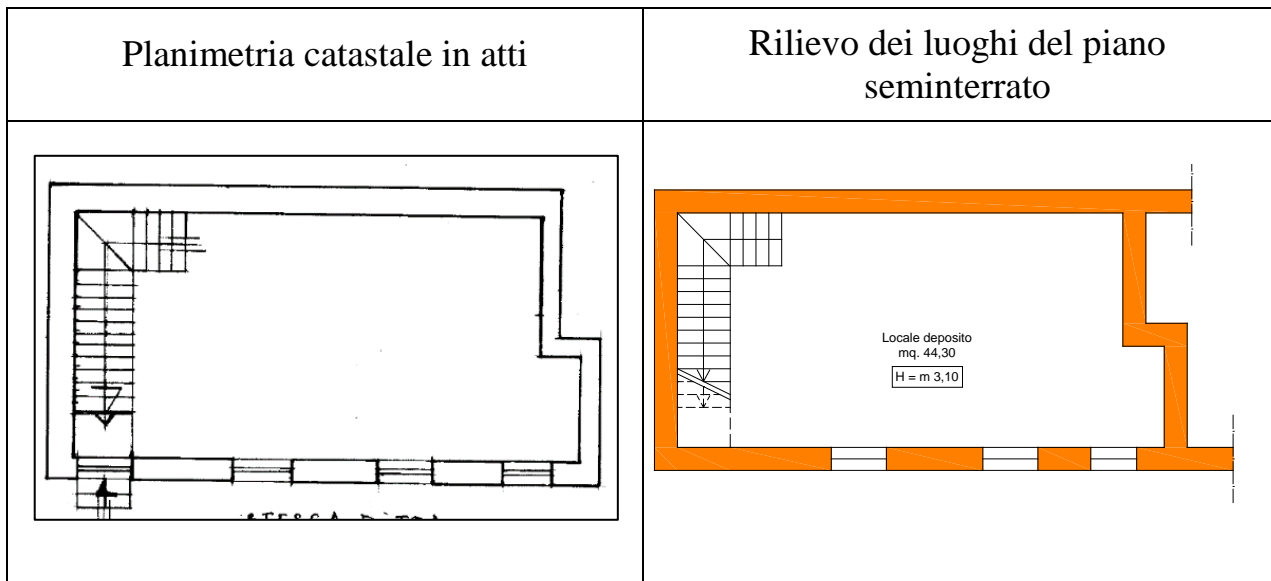 Planimetria catastale in atti
Rilievo dei luoghi del piano
seminterrato
Locale deposito
mq. 44,30
H = m 3,10